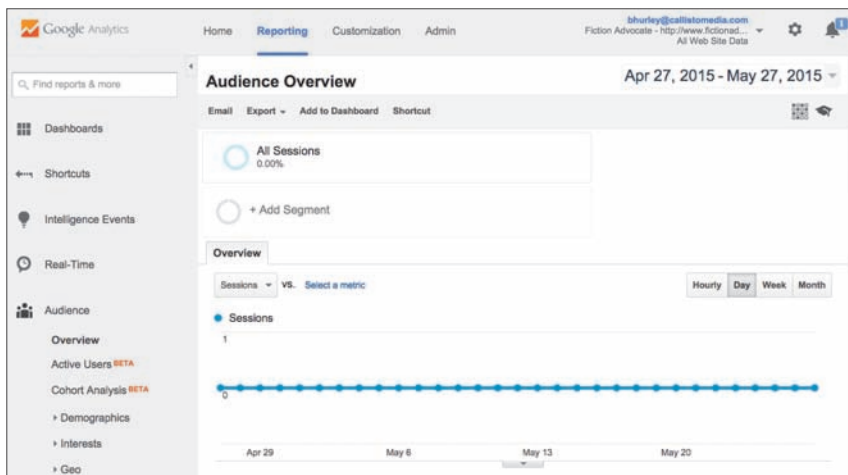 Google Analytics
Home Reporting Customization Admin
bhurley@callistomedia.com
Fiction Advocate - http://www.fictionad...
All Web Site Data
1
Find reports & more
Dashboards
Shortcuts
Intelligence Events
Real-Time
Audience
Overview
Active Users BETA
Cohort Analysis BETA
Demographics
Interests
Geo
Audience Overview
Apr 27, 2015 - May 27, 2015
Email Export Add to Dashboard Shortcut
All Sessions
0.00%
+ Add Segment
Overview
Sessions VS. Select a metric
Hourly Day Week Month
Sessions
1
0
Apr 29 May 6 May 13 May 20